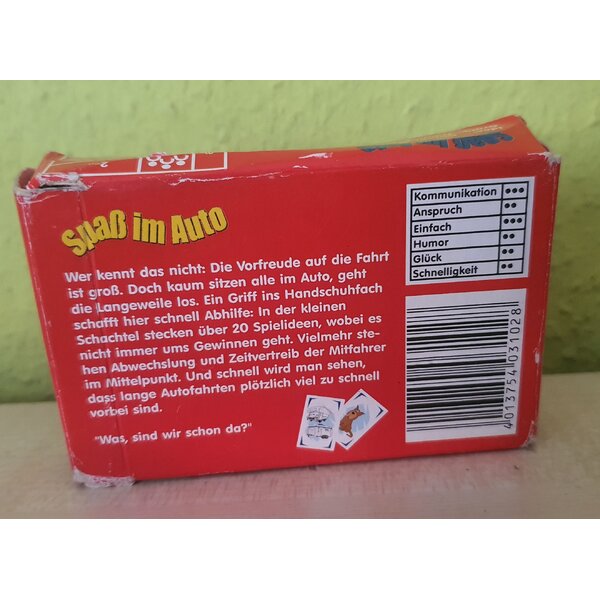 Spaß im Auto
Wer kennt das nicht: Die Vorfreude auf die Fahrt
ist groß. Doch kaum sitzen alle im Auto, geht
die Langeweile los. Ein Griff ins Handschuhfach
schafft hier schnell Abhilfe: In der kleinen
Schachtel stecken über 20 Spielideen, wobei es
nicht immer ums Gewinnen geht. Vielmehr ste-
hen Abwechslung und Zeitvertreib der Mitfahrer
im Mittelpunkt. Und schnell wird man sehen,
dass lange Autofahrten plötzlich viel zu schnell
vorbei sind.
"Was, sind wir schon da?"
Kommunikation •••
Anspruch ••
Einfach •••
Humor ••
Glück ••
Schnelligkeit ••
4013754031028